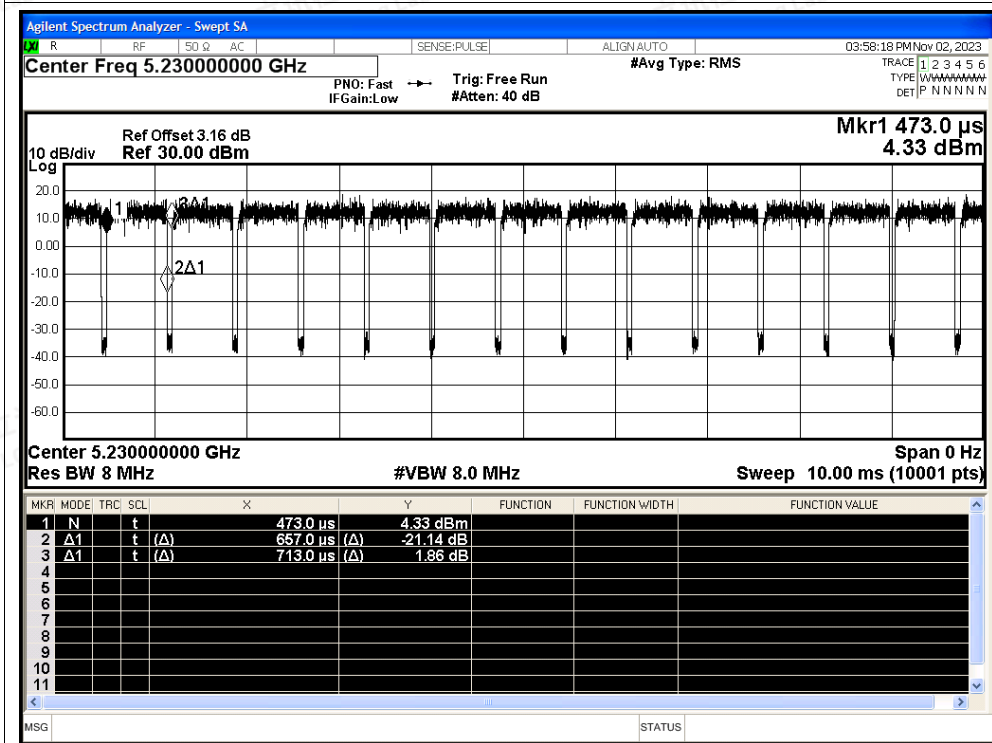 Agilent Spectrum Analyzer - Swept SA
LXI R RF 50 Ω AC SENSE:PULSE ALIGN AUTO 03:58:18 PM Nov 02, 2023
Center Freq 5.230000000 GHz #Avg Type: RMS TRACE 1 2 3 4 5 6
PNO: Fast Trig: Free Run TYPE W
IFGain:Low #Atten: 40 dB DET P N N N N N
Mkr1 473.0 µs
Ref Offset 3.16 dB
10 dB/div Ref 30.00 dBm 4.33 dBm
Log
20.0
10.0
0.00
-10.0
-20.0
-30.0
-40.0
-50.0
-60.0
1
3Δ1
2Δ1
Center 5.230000000 GHz Span 0 Hz
Res BW 8 MHz #VBW 8.0 MHz Sweep 10.00 ms (10001 pts)
MKR MODE TRC SCL X Y FUNCTION FUNCTION WIDTH FUNCTION VALUE
1 N t 473.0 µs 4.33 dBm
2 Δ1 t (Δ) 657.0 µs (Δ) -21.14 dB
3 Δ1 t (Δ) 713.0 µs (Δ) 1.86 dB
4
5
6
7
8
9
10
11
MSG STATUS